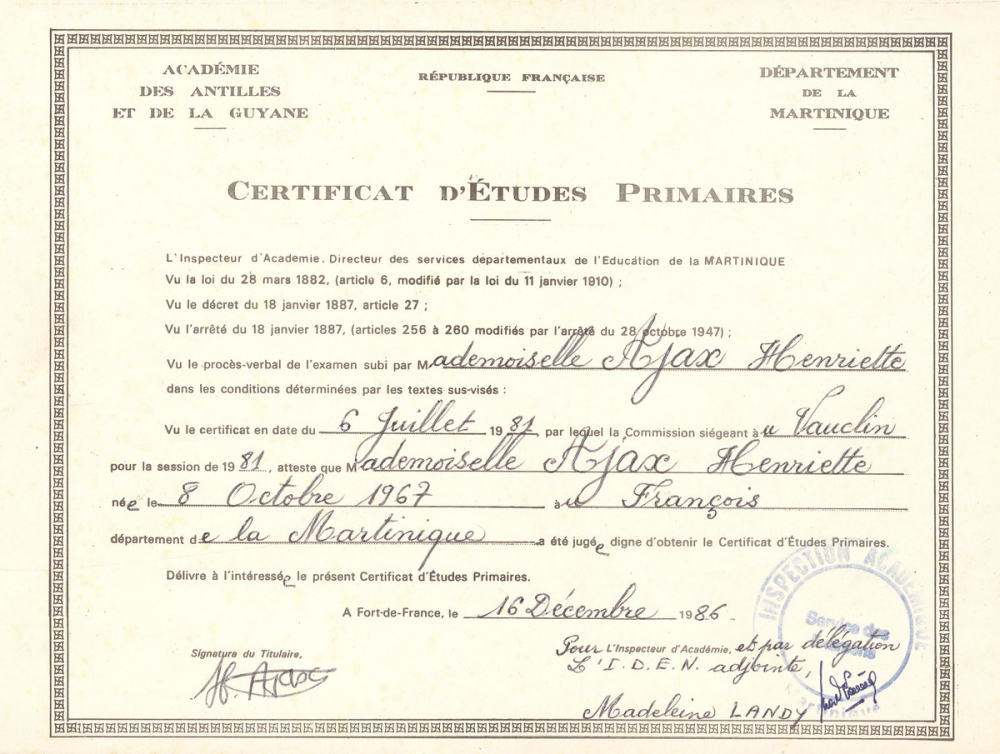 ACADÉMIE
DES ANTILLES
ET DE LA GUYANE
RÉPUBLIQUE FRANÇAISE
DÉPARTEMENT
DE LA
MARTINIQUE
CERTIFICAT D'ÉTUDES PRIMAIRES
L'Inspecteur d'Academie. Directeur des services départementaux de l'Education de la MARTINIQUE
Vu la loi du 28 mars 1882, (article 6, modifié par la loi du 11 janvier 1910) ;
Vu le décret du 18 janvier 1887, article 27 ;
Vu l'arrêté du 18 janvier 1887, (articles 256 à 260 modifiés par l'arrêté du 28 octobre 1947) ;
Vu le procès-verbal de l'examen subi par Mademoiselle Ajax Henriette
dans les conditions déterminées par les textes sus-visés :
Vu le certificat en date du 6 Juillet 1981, par lequel la Commission siégeant au Vauclin
pour la session de 1981., atteste que Mademoiselle Ajax Henriette
née le 8 Octobre 1967 au François
département de la Martinique a été jugée digne d'obtenir le Certificat d'Études Primaires.
Délivre à l'intéressée le présent Certificat d'Études Primaires.
A Fort-de-France, le 16 Décembre 1986
Signature du Titulaire,
H. Ajax
Pour L'Inspecteur d'Académie, et par délégation
L'I.D.E.N. adjointe,
Madeleine LANDY
INSPECTION ACADÉMIQUE
Service des